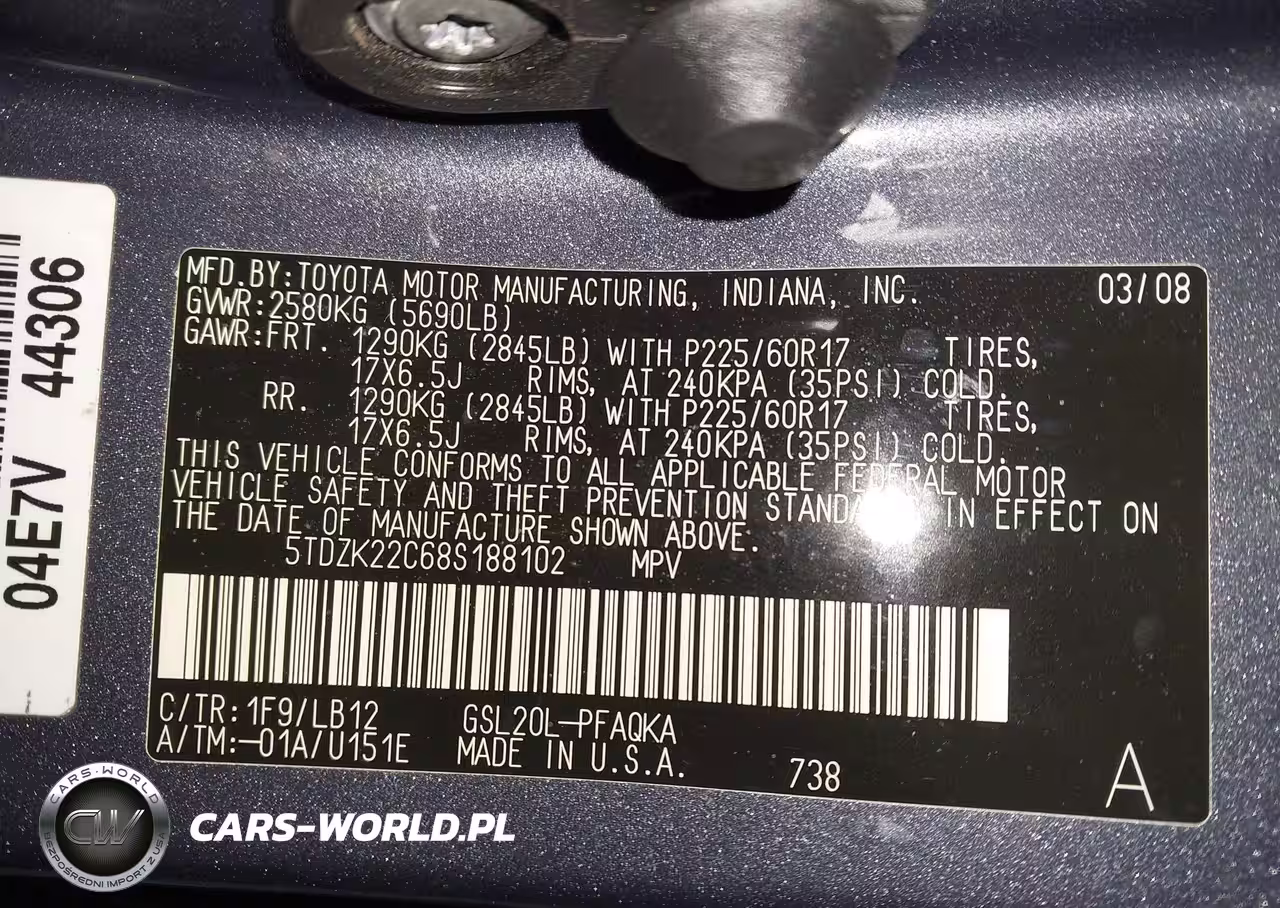 04E7V 44306
MFD.BY:TOYOTA MOTOR MANUFACTURING, INDIANA, INC. 03/08
GVWR:2580KG (5690LB)
GAWR:FRT. 1290KG (2845LB) WITH P225/60R17 TIRES,
17X6.5J RIMS, AT 240KPA (35PSI) COLD.
RR. 1290KG (2845LB) WITH P225/60R17 TIRES,
17X6.5J RIMS, AT 240KPA (35PSI) COLD.
THIS VEHICLE CONFORMS TO ALL APPLICABLE FEDERAL MOTOR
VEHICLE SAFETY AND THEFT PREVENTION IN EFFECT ON
THE DATE OF MANUFACTURE SHOWN ABOVE.
5TDZK22C68S188102 MPV
C/TR:1F9/LB12 GSL20L-PFAQKA
A/TM:-01A/U151E MADE IN U.S.A. 738 A
CARS-WORLD
CW
BEZPOŚREDNI IMPORT Z USA
CARS-WORLD.PL